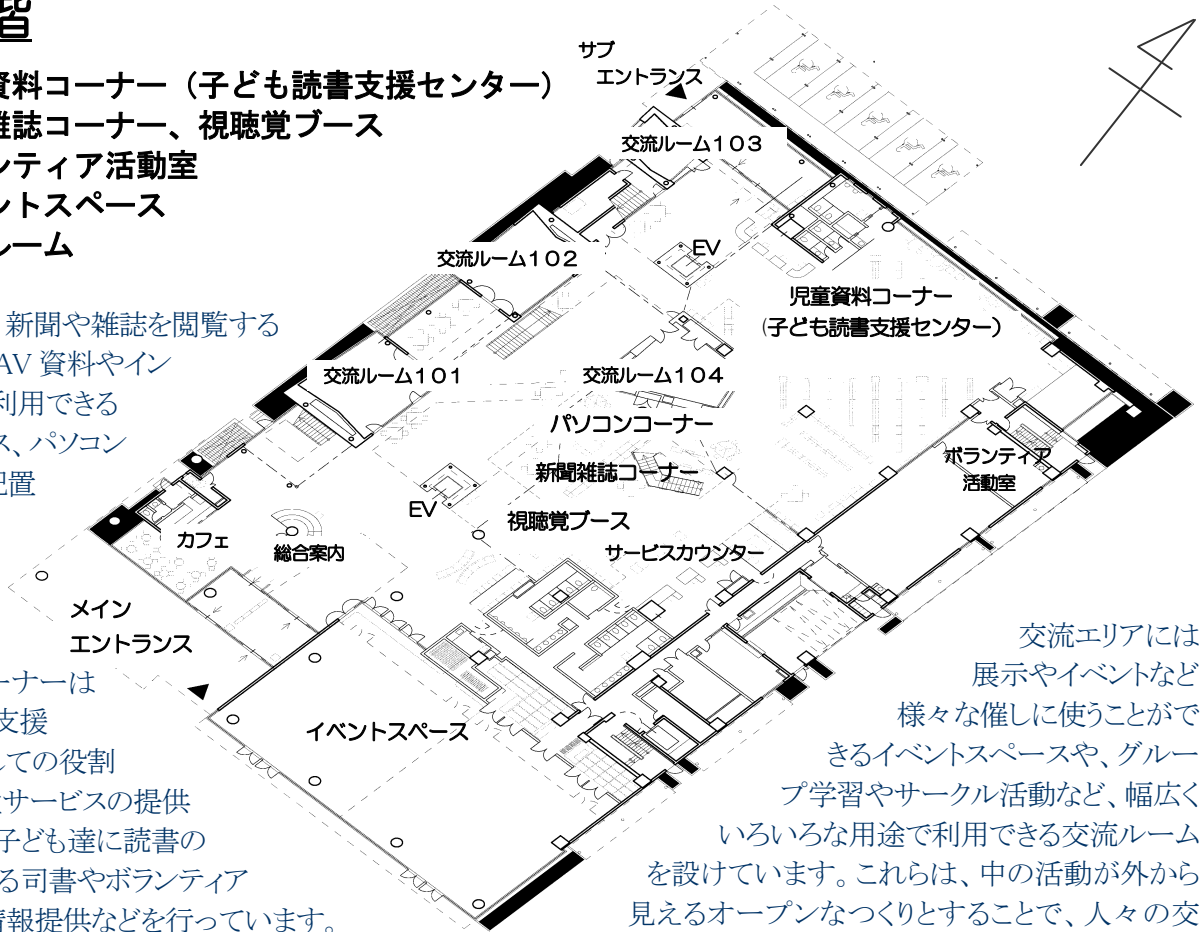 階
資料コーナー（子ども読書支援センター）
雑誌コーナー、視聴覚ブース
ンティア活動室
ントスペース
ルーム
新聞や雑誌を閲覧する
AV 資料やイン
利用できる
ス、パソコン
配置
サブ
エントランス
交流ルーム１０３
交流ルーム１０２
EV
児童資料コーナー
（子ども読書支援センター）
交流ルーム１０１
交流ルーム１０４
パソコンコーナー
新聞雑誌コーナー
ボランティア
活動室
EV
視聴覚ブース
カフェ
総合案内
サービスカウンター
メイン
エントランス
イベントスペース
ーナーは
支援
ての役割
サービスの提供
子ども達に読書の
る司書やボランティア
情報提供などを行っています。
交流エリアには
展示やイベントなど
様々な催しに使うことがで
きるイベントスペースや、グルー
プ学習やサークル活動など、幅広く
いろいろな用途で利用できる交流ルーム
を設けています。これらは、中の活動が外から
見えるオープンなつくりとすることで、人々の交